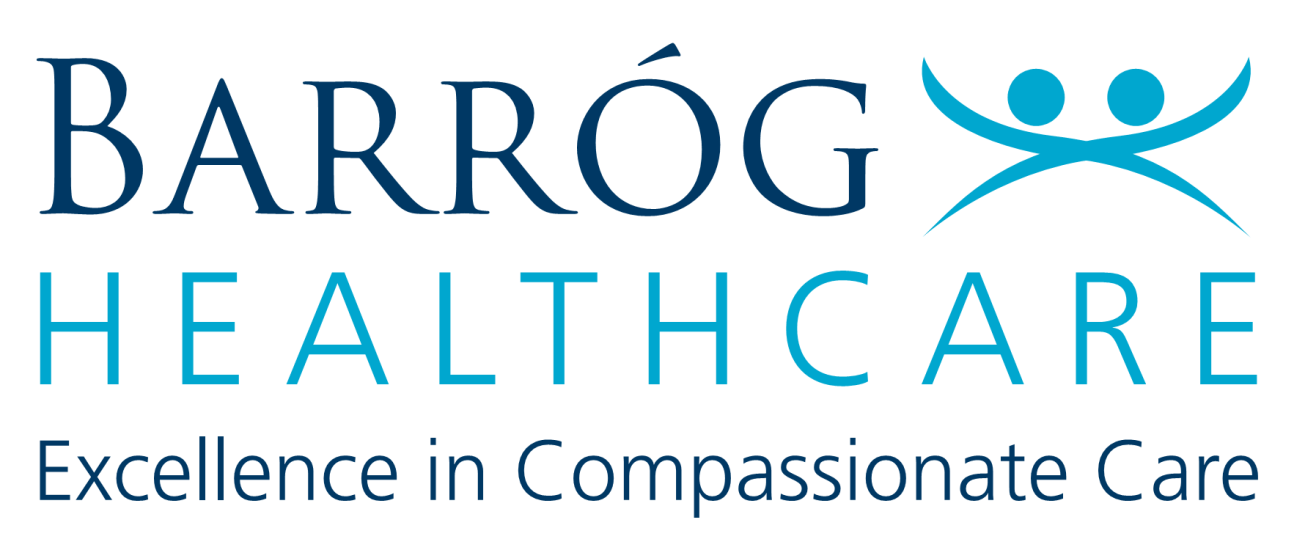 BARRÓG
HEALTHCARE
Excellence in Compassionate Care